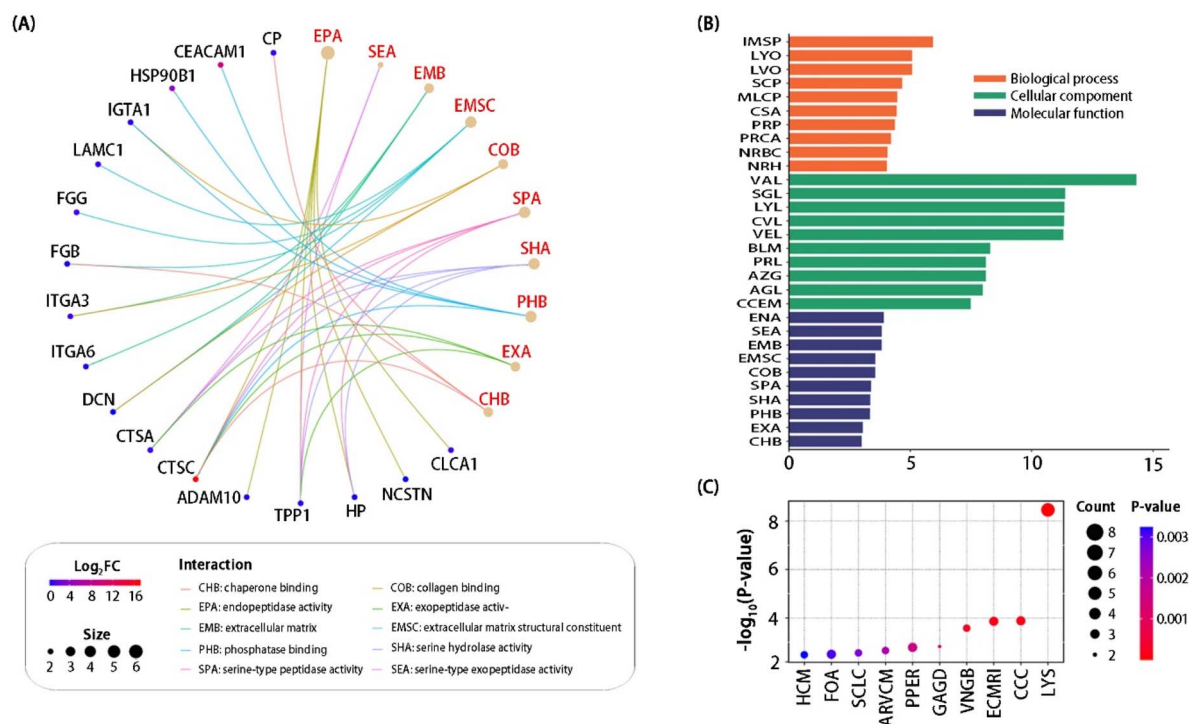 (A)
CP
CEACAM1
HSP90B1
IGTA1
LAMC1
FGG
FGB
ITGA3
ITGA6
DCN
CTSA
CTSC
ADAM10
TPP1
HP
NCSTN
CLCA1
EPA
SEA
EMB
EMSC
COB
SPA
SHA
PHB
EXA
CHB
Log2FC
0 4 8 12 16
Size
2 3 4 5 6
Interaction
CHB: chaperone binding
EPA: endopeptidase activity
EMB: extracellular matrix
PHB: phosphatase binding
SPA: serine-type peptidase activity
COB: collagen binding
EXA: exopeptidase activ-
EMSC: extracellular matrix structural constituent
SHA: serine hydrolase activity
SEA: serine-type exopeptidase activity
(B)
IMSP
LYO
LVO
SCP
MLCP
CSA
PRP
PRCA
NRBC
NRH
VAL
SGL
LYL
CVL
VEL
BLM
PRL
AZG
AGL
CCEM
ENA
SEA
EMB
EMSC
COB
SPA
SHA
PHB
EXA
CHB
0 5 10 15
Biological process
Cellular compoment
Molecular function
(C)
-log10(P-value)
8
6
4
2
HCM
FOA
SCLC
ARVCM
PPER
GAGD
VNGB
ECMRI
CCC
LYS
Count
8
7
6
5
4
3
2
P-value
0.003
0.002
0.001